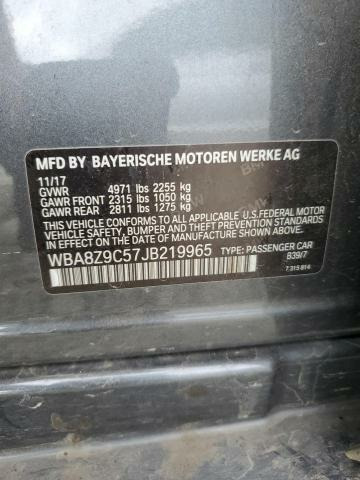 MFD BY BAYERISCHE MOTOREN WERKE AG
11/17
GVWR 4971 lbs 2255 kg
GAWR FRONT 2315 lbs 1050 kg
GAWR REAR 2811 lbs 1275 kg
THIS VEHICLE CONFORMS TO ALL APPLICABLE U.S. FEDERAL MOTOR
VEHICLE SAFETY, BUMPER, AND THEFT PREVENTION STANDARDS
IN EFFECT ON THE DATE OF MANUFACTURE SHOWN ABOVE.
WBA8Z9C57JB219965 TYPE: PASSENGER CAR
B39/7
7 315 814